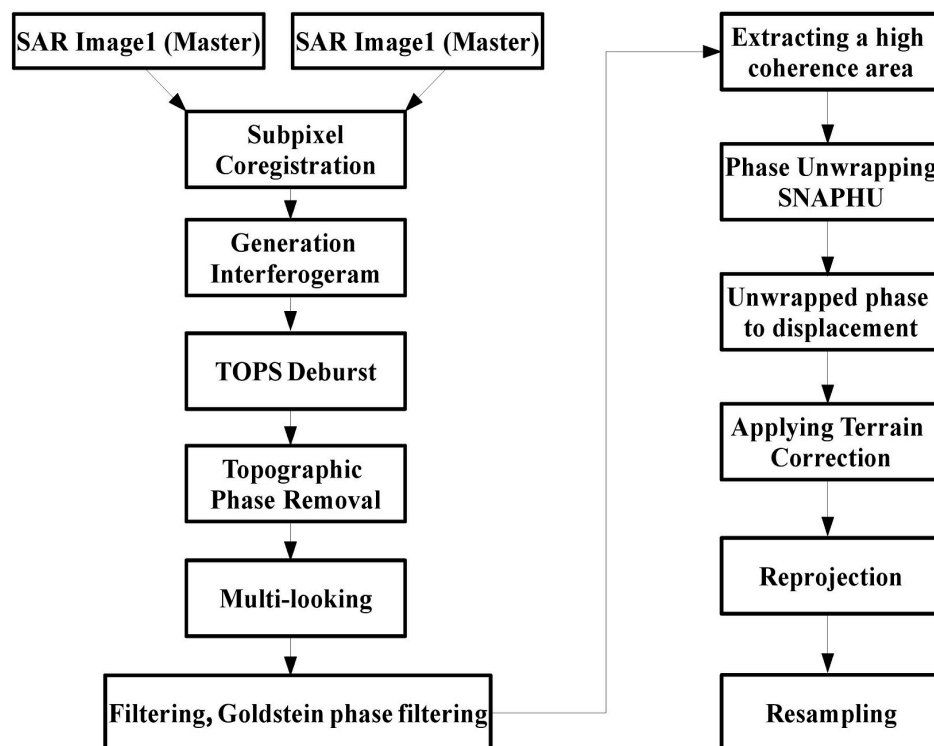 SAR Image1 (Master)
SAR Image1 (Master)
Subpixel
Coregistration
Generation
Interferogeram
TOPS Deburst
Topographic
Phase Removal
Multi-looking
Filtering, Goldstein phase filtering
Extracting a high
coherence area
Phase Unwrapping
SNAPHU
Unwrapped phase
to displacement
Applying Terrain
Correction
Reprojection
Resampling